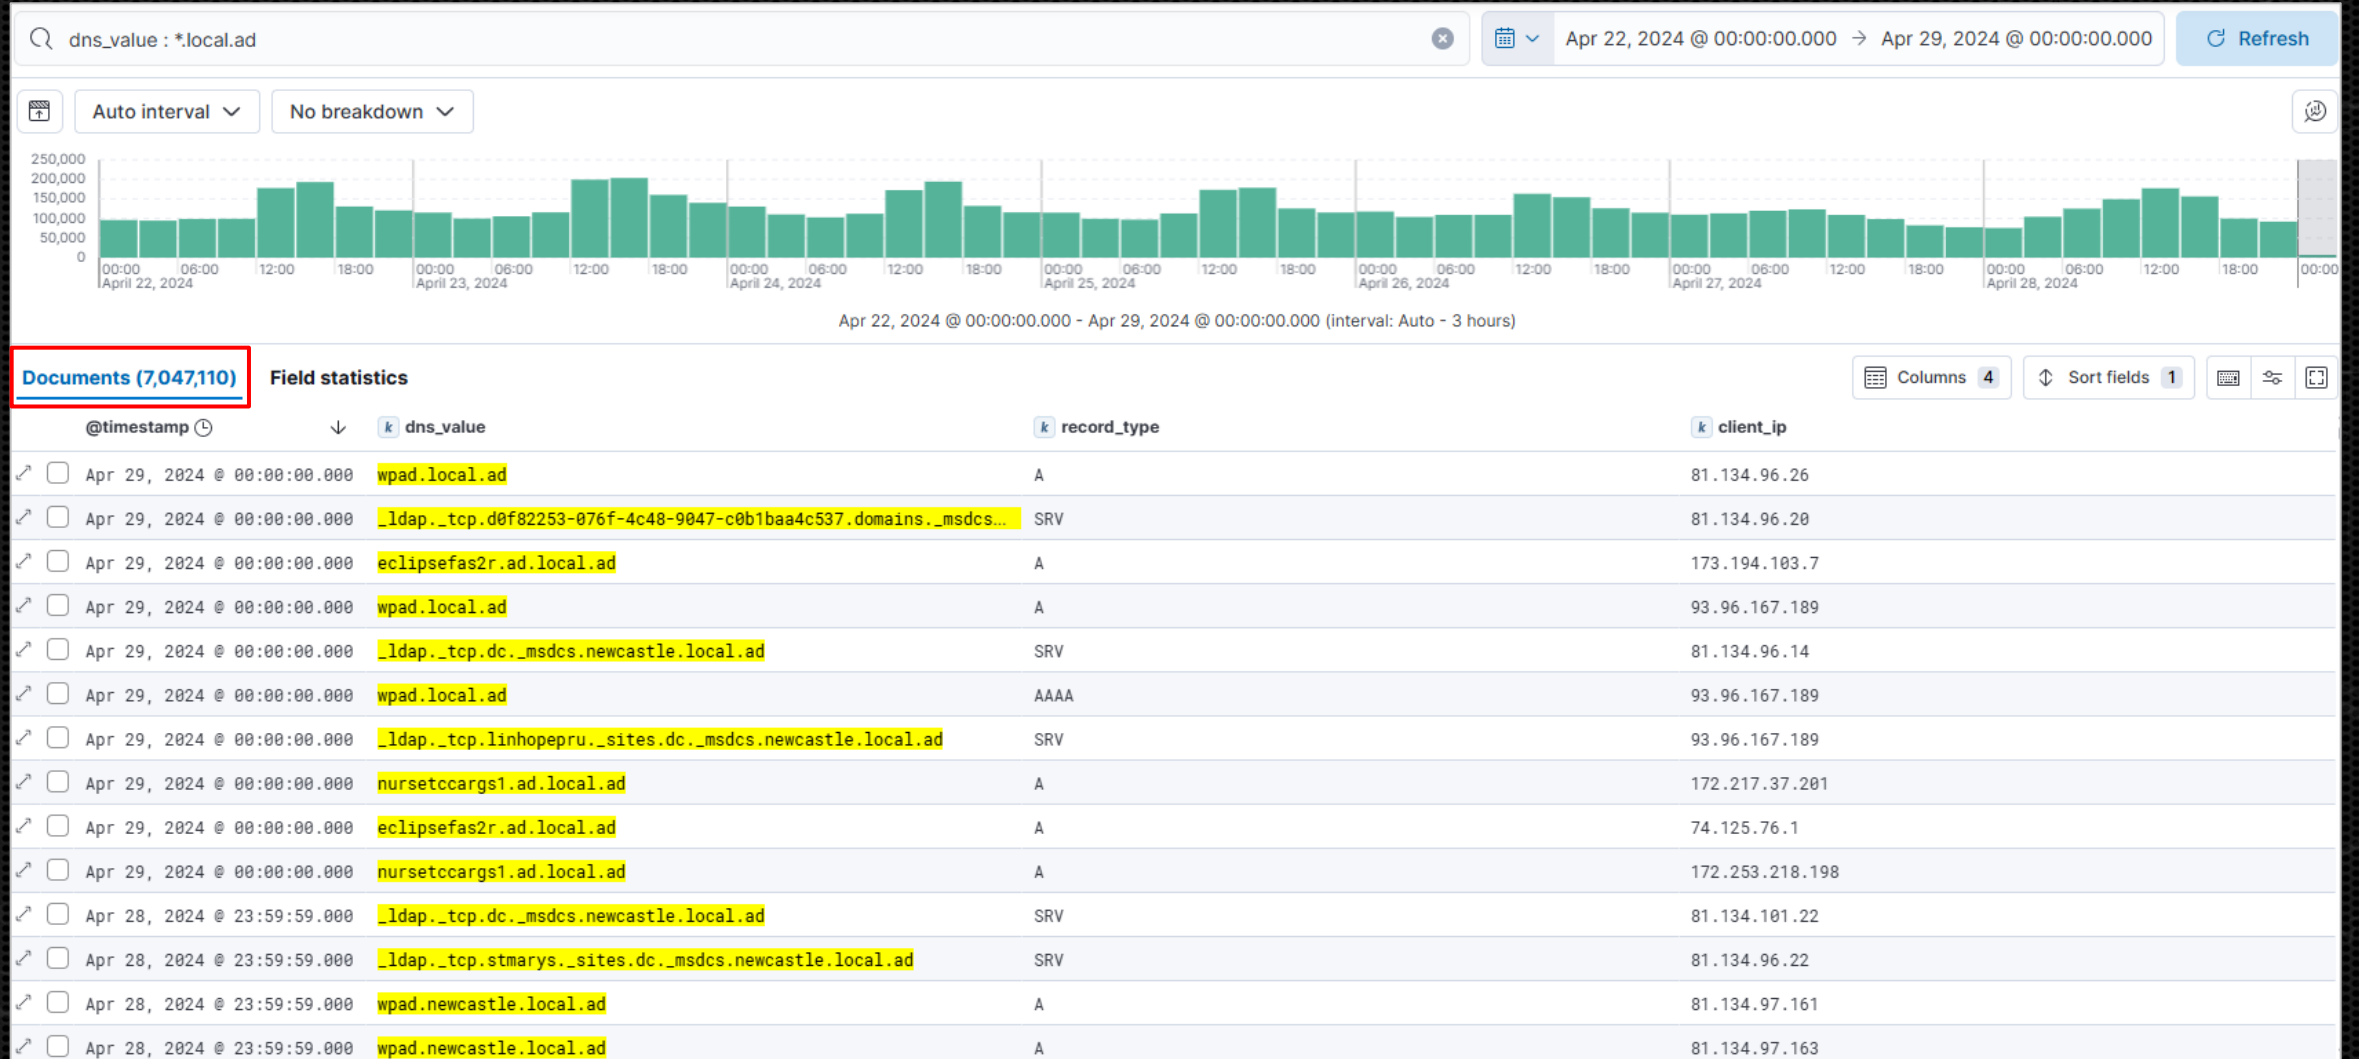 dns_value : *.local.ad
Apr 22, 2024 @ 00:00:00.000 → Apr 29, 2024 @ 00:00:00.000
Refresh
Auto interval
No breakdown
250,000
200,000
150,000
100,000
50,000
0
00:00 06:00 12:00 18:00 00:00 06:00 12:00 18:00 00:00 06:00 12:00 18:00 00:00 06:00 12:00 18:00 00:00 06:00 12:00 18:00 00:00 06:00 12:00 18:00 00:00 06:00 12:00 18:00 00:00
April 22, 2024 April 23, 2024 April 24, 2024 April 25, 2024 April 26, 2024 April 27, 2024 April 28, 2024
Apr 22, 2024 @ 00:00:00.000 - Apr 29, 2024 @ 00:00:00.000 (interval: Auto - 3 hours)
Documents (7,047,110) Field statistics Columns 4 Sort fields 1
@timestamp k dns_value k record_type k client_ip
Apr 29, 2024 @ 00:00:00.000 wpad.local.ad A 81.134.96.26
Apr 29, 2024 @ 00:00:00.000 _ldap._tcp.d0f82253-076f-4c48-9047-c0b1baa4c537.domains._msdcs... SRV 81.134.96.20
Apr 29, 2024 @ 00:00:00.000 eclipsefas2r.ad.local.ad A 173.194.103.7
Apr 29, 2024 @ 00:00:00.000 wpad.local.ad A 93.96.167.189
Apr 29, 2024 @ 00:00:00.000 _ldap._tcp.dc._msdcs.newcastle.local.ad SRV 81.134.96.14
Apr 29, 2024 @ 00:00:00.000 wpad.local.ad AAAA 93.96.167.189
Apr 29, 2024 @ 00:00:00.000 _ldap._tcp.linhopepru._sites.dc._msdcs.newcastle.local.ad SRV 93.96.167.189
Apr 29, 2024 @ 00:00:00.000 nursetccargs1.ad.local.ad A 172.217.37.201
Apr 29, 2024 @ 00:00:00.000 eclipsefas2r.ad.local.ad A 74.125.76.1
Apr 29, 2024 @ 00:00:00.000 nursetccargs1.ad.local.ad A 172.253.218.198
Apr 28, 2024 @ 23:59:59.000 _ldap._tcp.dc._msdcs.newcastle.local.ad SRV 81.134.101.22
Apr 28, 2024 @ 23:59:59.000 _ldap._tcp.stmarys._sites.dc._msdcs.newcastle.local.ad SRV 81.134.96.22
Apr 28, 2024 @ 23:59:59.000 wpad.newcastle.local.ad A 81.134.97.161
Apr 28, 2024 @ 23:59:59.000 wpad.newcastle.local.ad A 81.134.97.163